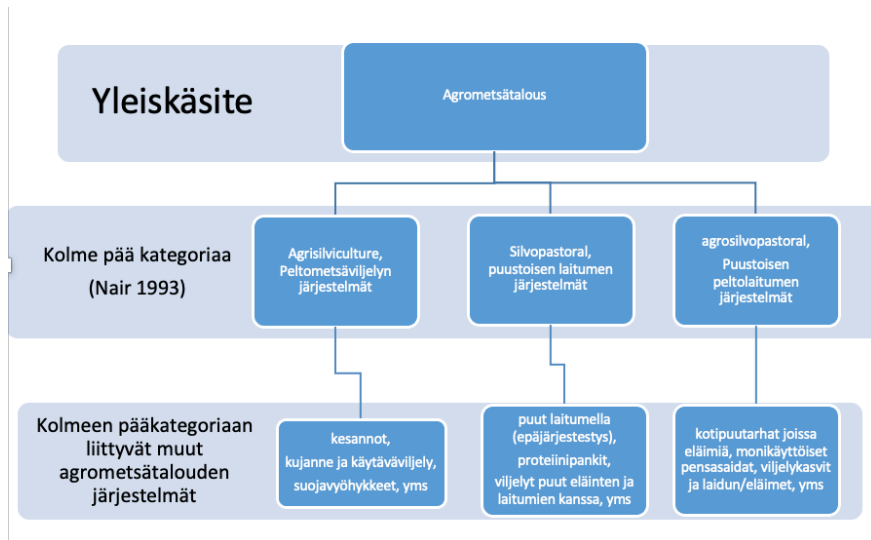 Yleiskäsite
Agrometsätalous
Kolme pää kategoriaa
(Nair 1993)
Agrisilviculture,
Peltometsäviljelyn
järjestelmät
Silvopastoral,
puustoisen laitumen
järjestelmät
agrosilvopastoral,
Puustoisen
peltolaitumen
järjestelmät
Kolmeen pääkategoriaan
liittyvät muut
agrometsätalouden
järjestelmät
kesannot,
kujanne ja käytäväviljely,
suojavyöhykkeet, yms
puut laitumella
(epäjärjestestys),
proteiinipankit,
viljelyt puut eläinten ja
laitumien kanssa, yms
kotipuutarhat joissa
eläimiä, monikäyttöiset
pensasaidat, viljelykasvit
ja laidun/eläimet, yms